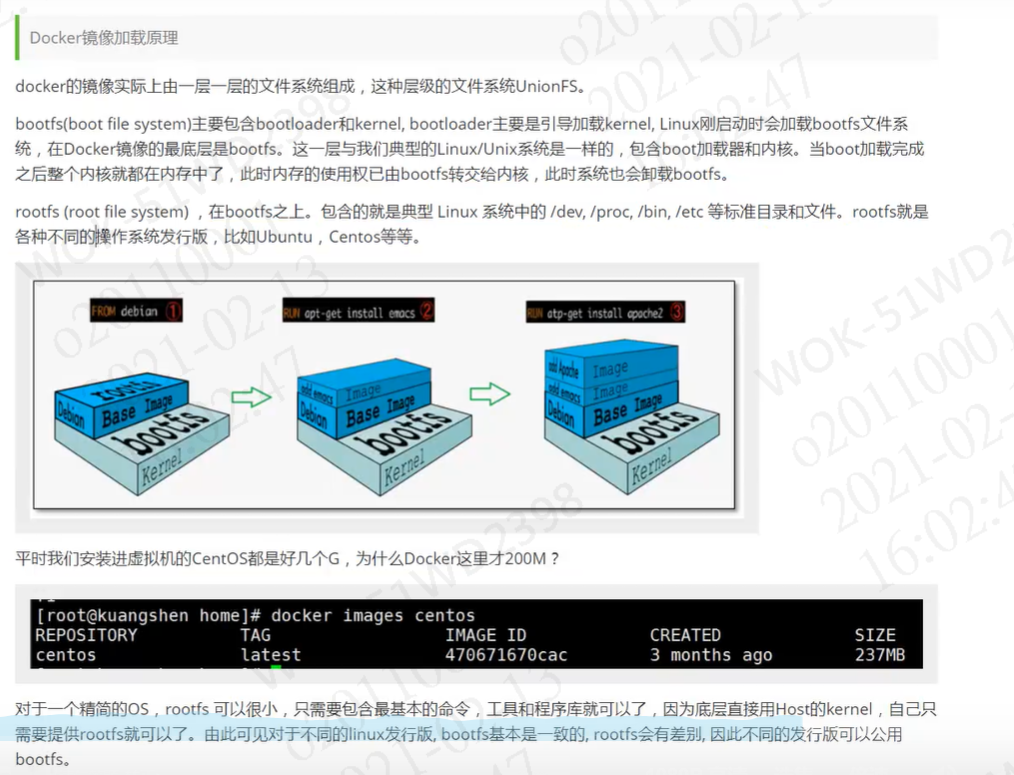 Docker镜像加载原理
docker的镜像实际上由一层一层的文件系统组成，这种层级的文件系统UnionFS。
bootfs(boot file system)主要包含bootloader和kernel, bootloader主要是引导加载kernel, Linux刚启动时会加载bootfs文件系
统，在Docker镜像的最底层是bootfs。这一层与我们典型的Linux/Unix系统是一样的，包含boot加载器和内核。当boot加载完成
之后整个内核就都在内存中了，此时内存的使用权已由bootfs转交给内核，此时系统也会卸载bootfs。
rootfs (root file system) ，在bootfs之上。包含的就是典型 Linux 系统中的 /dev, /proc, /bin, /etc 等标准目录和文件。rootfs就是
各种不同的操作系统发行版，比如Ubuntu，Centos等等。
FROM debian ①
RUN apt-get install emacs ②
RUN atp-get install apache2 ③
rootfs
Debian Base Image
bootfs
Kernel
Image
add emacs
Debian Base Image
bootfs
Kernel
add Apache Image
add emacs Image
Debian Base Image
bootfs
Kernel
平时我们安装进虚拟机的CentOS都是好几个G，为什么Docker这里才200M？
[root@kuangshen home]# docker images centos
REPOSITORY TAG IMAGE ID CREATED SIZE
centos latest 470671670cac 3 months ago 237MB
对于一个精简的OS，rootfs 可以很小，只需要包含最基本的命令，工具和程序库就可以了，因为底层直接用Host的kernel，自己只
需要提供rootfs就可以了。由此可见对于不同的linux发行版, bootfs基本是一致的, rootfs会有差别, 因此不同的发行版可以公用
bootfs。
WOK-51WD2398
o20110001
2021-02-13
16:02:47